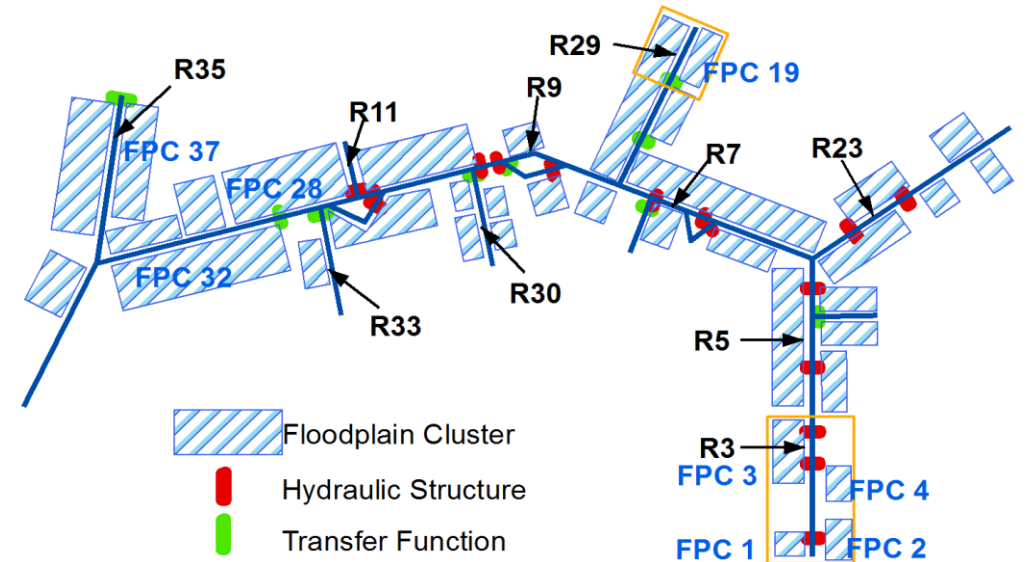 R29
FPC 19
R35
R9
R11
FPC 37
R7
R23
FPC 28
FPC 32
R30
R33
R5
Floodplain Cluster
R3
FPC 3
Hydraulic Structure
FPC 4
Transfer Function
FPC 1
FPC 2